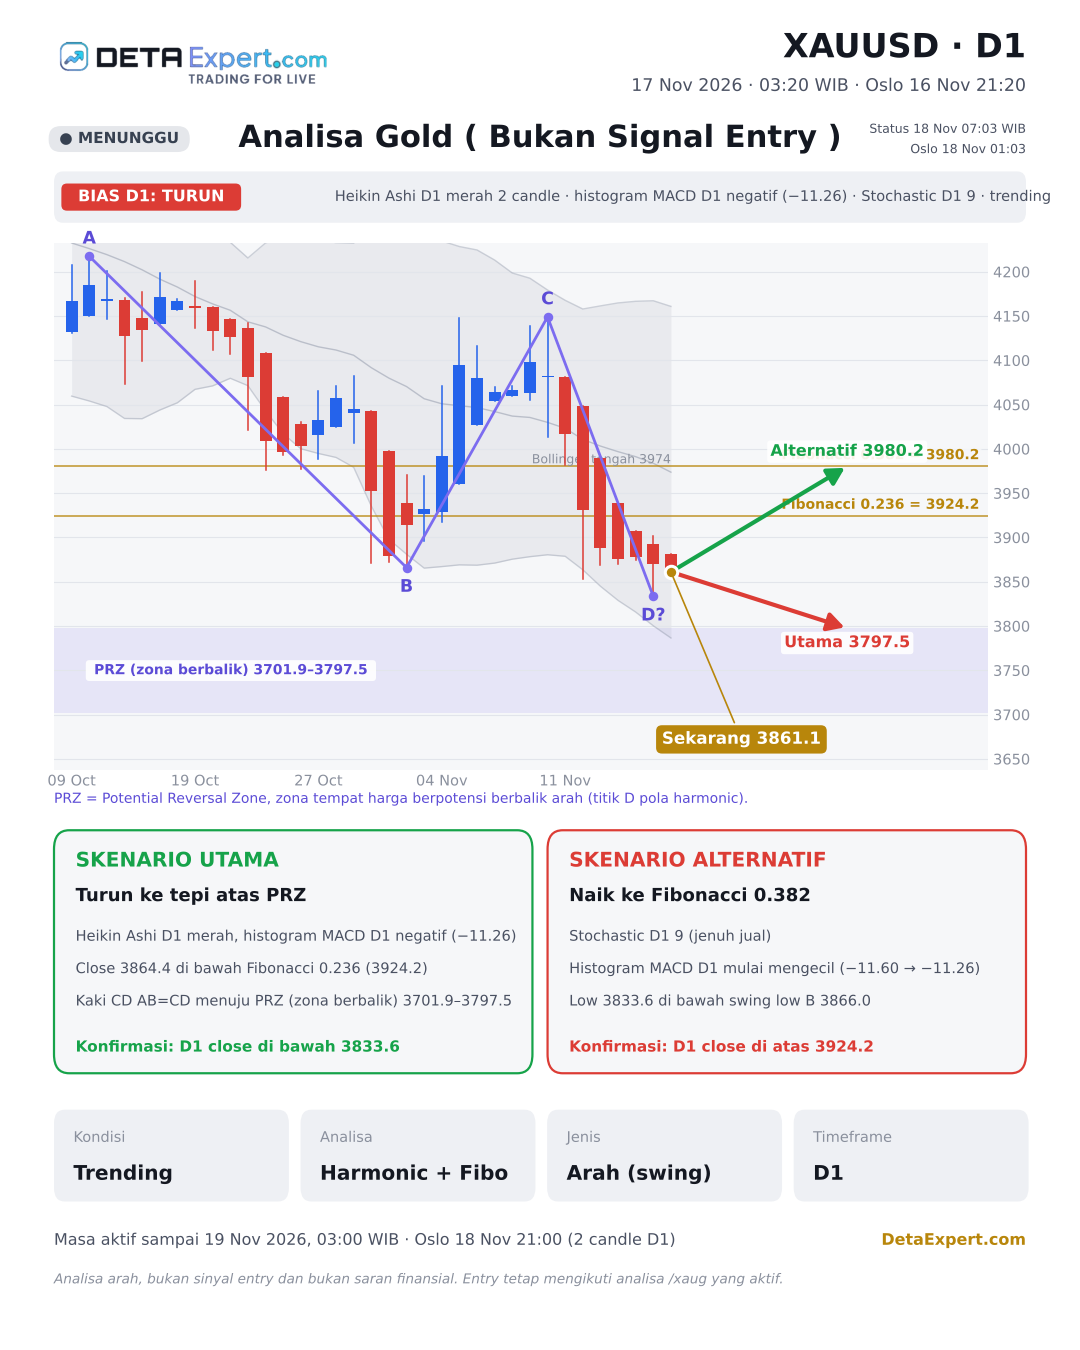 DETA Expert.com
TRADING FOR LIVE
XAUUSD · D1
17 Nov 2026 · 03:20 WIB · Oslo 16 Nov 21:20
● MENUNGGU
Analisa Gold ( Bukan Signal Entry )
Status 18 Nov 07:03 WIB
Oslo 18 Nov 01:03
BIAS D1: TURUN
Heikin Ashi D1 merah 2 candle · histogram MACD D1 negatif (−11.26) · Stochastic D1 9 · trending
A
C
B
D?
4200
4150
4100
4050
4000
3950
3900
3850
3800
3750
3700
3650
Bollinger tengah 3974
Alternatif 3980.2
3980.2
Fibonacci 0.236 = 3924.2
Utama 3797.5
PRZ (zona berbalik) 3701.9–3797.5
Sekarang 3861.1
09 Oct
19 Oct
27 Oct
04 Nov
11 Nov
PRZ = Potential Reversal Zone, zona tempat harga berpotensi berbalik arah (titik D pola harmonic).
SKENARIO UTAMA
Turun ke tepi atas PRZ
Heikin Ashi D1 merah, histogram MACD D1 negatif (−11.26)
Close 3864.4 di bawah Fibonacci 0.236 (3924.2)
Kaki CD AB=CD menuju PRZ (zona berbalik) 3701.9–3797.5
Konfirmasi: D1 close di bawah 3833.6
SKENARIO ALTERNATIF
Naik ke Fibonacci 0.382
Stochastic D1 9 (jenuh jual)
Histogram MACD D1 mulai mengecil (−11.60 → −11.26)
Low 3833.6 di bawah swing low B 3866.0
Konfirmasi: D1 close di atas 3924.2
Kondisi
Trending
Analisa
Harmonic + Fibo
Jenis
Arah (swing)
Timeframe
D1
Masa aktif sampai 19 Nov 2026, 03:00 WIB · Oslo 18 Nov 21:00 (2 candle D1)
DetaExpert.com
Analisa arah, bukan sinyal entry dan bukan saran finansial. Entry tetap mengikuti analisa /xaug yang aktif.